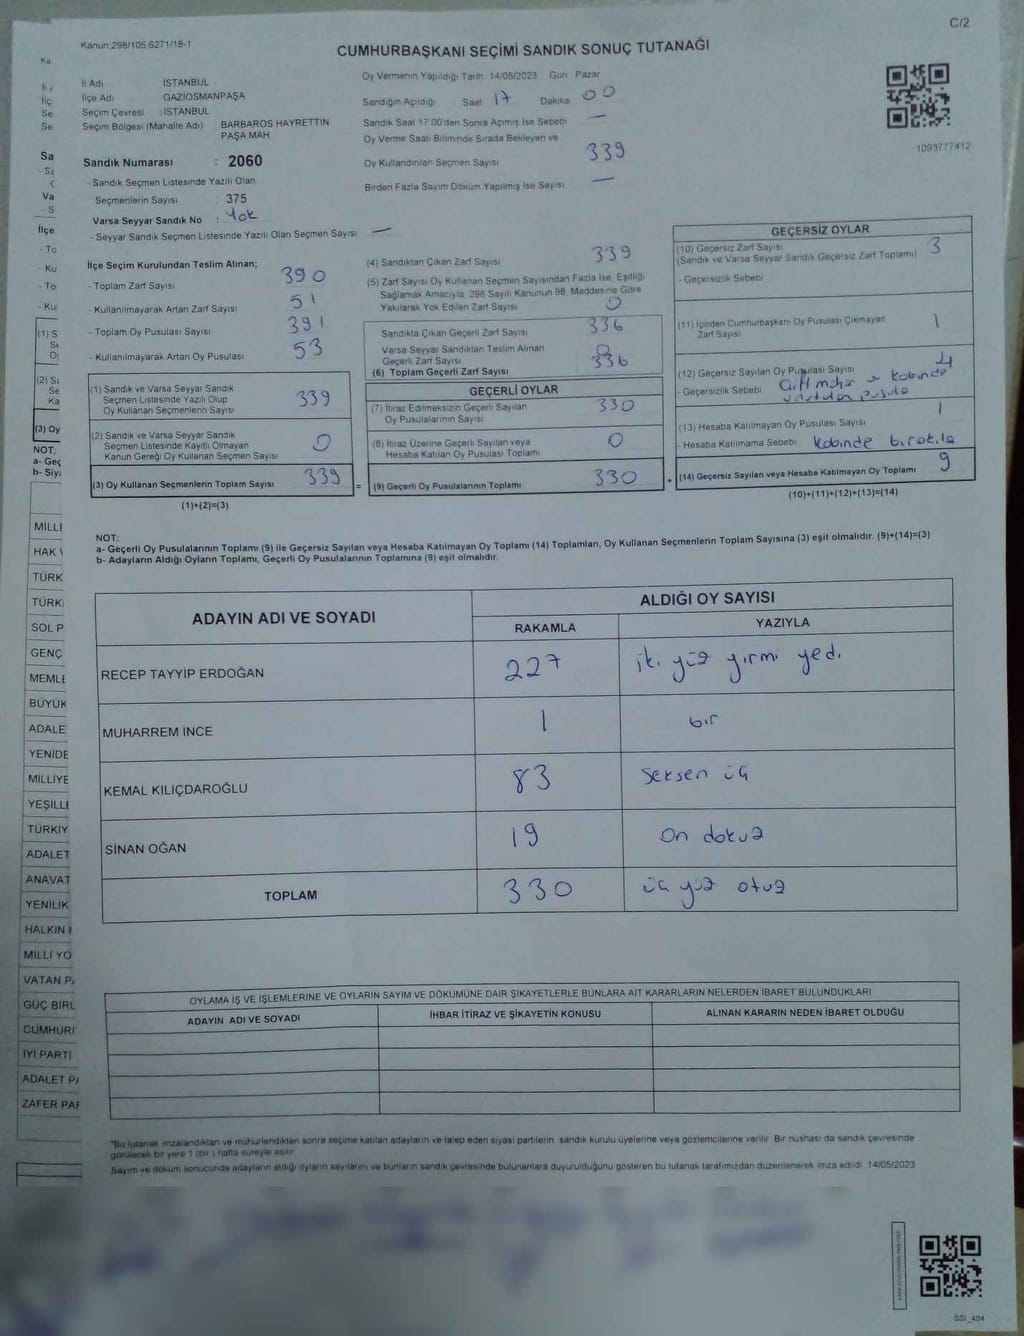 C/2
Kanun 298/105.6271/18-1
CUMHURBAŞKANI SEÇİMİ SANDIK SONUÇ TUTANAĞI
İl Adı İSTANBUL
İlçe Adı GAZİOSMANPAŞA
Seçim Çevresi : İSTANBUL
Seçim Bölgesi (Mahalle Adı) BARBAROS HAYRETTİN
PAŞA MAH
Sandık Numarası : 2060
- Sandık Seçmen Listesinde Yazılı Olan
Seçmenlerin Sayısı : 375
Varsa Seyyar Sandık No : Yok
- Seyyar Sandık Seçmen Listesinde Yazılı Olan Seçmen Sayısı: —
Oy Vermenin Yapıldığı Tarih 14/05/2023 Gün Pazar
Sandığın Açıldığı Saat 17 Dakika 00
Sandık Saat 17:00'den Sonra Açılmış İse Sebebi —
Oy Verme Saati Bitiminde Sırada Bekleyen ve
Oy Kullandırılan Seçmen Sayısı 339
Birden Fazla Sayım Döküm Yapılmış İse Sayısı —
1093777412
İlçe Seçim Kurulundan Teslim Alınan;
- Toplam Zarf Sayısı 390
- Kullanılmayarak Artan Zarf Sayısı 51
- Toplam Oy Pusulası Sayısı 391
- Kullanılmayarak Artan Oy Pusulası 53
(1) Sandık ve Varsa Seyyar Sandık
Seçmen Listesinde Yazılı Olup
Oy Kullanan Seçmenlerin Sayısı 339
(2) Sandık ve Varsa Seyyar Sandık
Seçmen Listesinde Kayıtlı Olmayan
Kanun Gereği Oy Kullanan Seçmen Sayısı 0
(3) Oy Kullanan Seçmenlerin Toplam Sayısı 339 =
(1)+(2)=(3)
(4) Sandıktan Çıkan Zarf Sayısı 339
(5) Zarf Sayısı Oy Kullanan Seçmen Sayısından Fazla İse, Eşitliği
Sağlamak Amacıyla, 298 Sayılı Kanunun 98. Maddesine Göre
Yakılarak Yok Edilen Zarf Sayısı 0
Sandıkta Çıkan Geçerli Zarf Sayısı 336
Varsa Seyyar Sandıktan Teslim Alınan
Geçerli Zarf Sayısı 0
(6) Toplam Geçerli Zarf Sayısı 336
GEÇERLİ OYLAR
(7) İtiraz Edilmeksizin Geçerli Sayılan
Oy Pusulalarının Sayısı 330
(8) İtiraz Üzerine Geçerli Sayılan veya
Hesaba Katılan Oy Pusulası Toplamı 0
(9) Geçerli Oy Pusulalarının Toplamı 330 +
GEÇERSİZ OYLAR
(10) Geçersiz Zarf Sayısı
(Sandık ve Varsa Seyyar Sandık Geçersiz Zarf Toplamı) 3
- Geçersizlik Sebebi
(11) İçinden Cumhurbaşkanı Oy Pusulası Çıkmayan
Zarf Sayısı 1
(12) Geçersiz Sayılan Oy Pusulası Sayısı 4
- Geçersizlik Sebebi Çift mühür kabinde
unutulan pusula
(13) Hesaba Katılmayan Oy Pusulası Sayısı 1
- Hesaba Katılmama Sebebi kabinde
(14) Geçersiz Sayılan veya Hesaba Katılmayan Oy Toplamı 9
(10)+(11)+(12)+(13)=(14)
NOT:
a- Geçerli Oy Pusulalarının Toplamı (9) ile Geçersiz Sayılan veya Hesaba Katılmayan Oy Toplamı (14) Toplamları, Oy Kullanan Seçmenlerin Toplam Sayısına (3) eşit olmalıdır. (9)+(14)=(3)
b- Adayların Aldığı Oyların Toplamı, Geçerli Oy Pusulalarının Toplamına (9) eşit olmalıdır.
ADAYIN ADI VE SOYADI
ALDIĞI OY SAYISI
RAKAMLA YAZIYLA
RECEP TAYYİP ERDOĞAN 227 iki yüz yirmi yedi
MUHARREM İNCE 1 bir
KEMAL KILIÇDAROĞLU 83 Seksen üç
SİNAN OĞAN 19 On dokuz
TOPLAM 330 üç yüz otuz
OYLAMA İŞ VE İŞLEMLERİNE VE OYLARIN SAYIM VE DÖKÜMÜNE DAİR ŞİKAYETLERLE BUNLARA AİT KARARLARIN NELERDEN İBARET BULUNDUKLARI
ADAYIN ADI VE SOYADI İHBAR İTİRAZ VE ŞİKAYETİN KONUSU ALINAN KARARIN NEDEN İBARET OLDUĞU
"Bu tutanak imzalandıktan ve mühürlendikten sonra seçime katılan adayların ve talep eden siyasi partilerin sandık kurulu üyelerine veya gözlemcilerine verilir. Bir nüshası da sandık çevresinde
görülecek bir yere 1 (bir) hafta süreyle asılır.
Sayım ve döküm sonucunda adayların aldığı oyların sayılarını ve bunların sandık çevresinde bulunanlara duyurulduğunu gösteren bu tutanak tarafımızdan düzenlenerek imza edildi. 14/05/2023
SSI_404
Ka
Sa
Va
İlçe
- To
- Ku
- To
- Ku
(1) S
(2) Sa
(3) Oy
NOT:
a- Geç
b- Siya
MİLLİ
HAK
TÜRK
TÜRK
SOL P
GENÇ
MEMLE
BÜYÜK
ADALE
YENİDE
MİLLİYE
YEŞİLLE
TÜRKİY
ADALET
ANAVAT
YENİLİK
HALKIN
MİLLİ YO
VATAN PA
GÜÇ BİRL
CUMHURİ
İYİ PARTİ
ADALET PA
ZAFER PAR